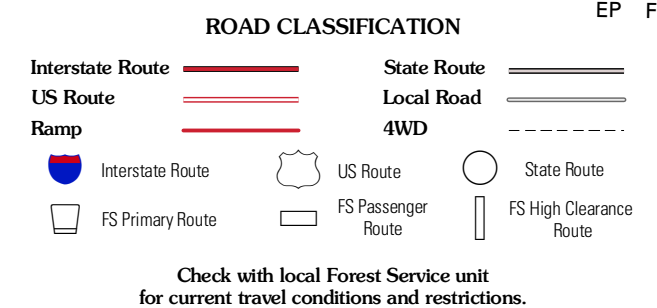 EP F
ROAD CLASSIFICATION
Interstate Route State Route
US Route Local Road
Ramp 4WD
Interstate Route US Route State Route
FS Primary Route FS Passenger Route FS High Clearance Route
Check with local Forest Service unit
for current travel conditions and restrictions.